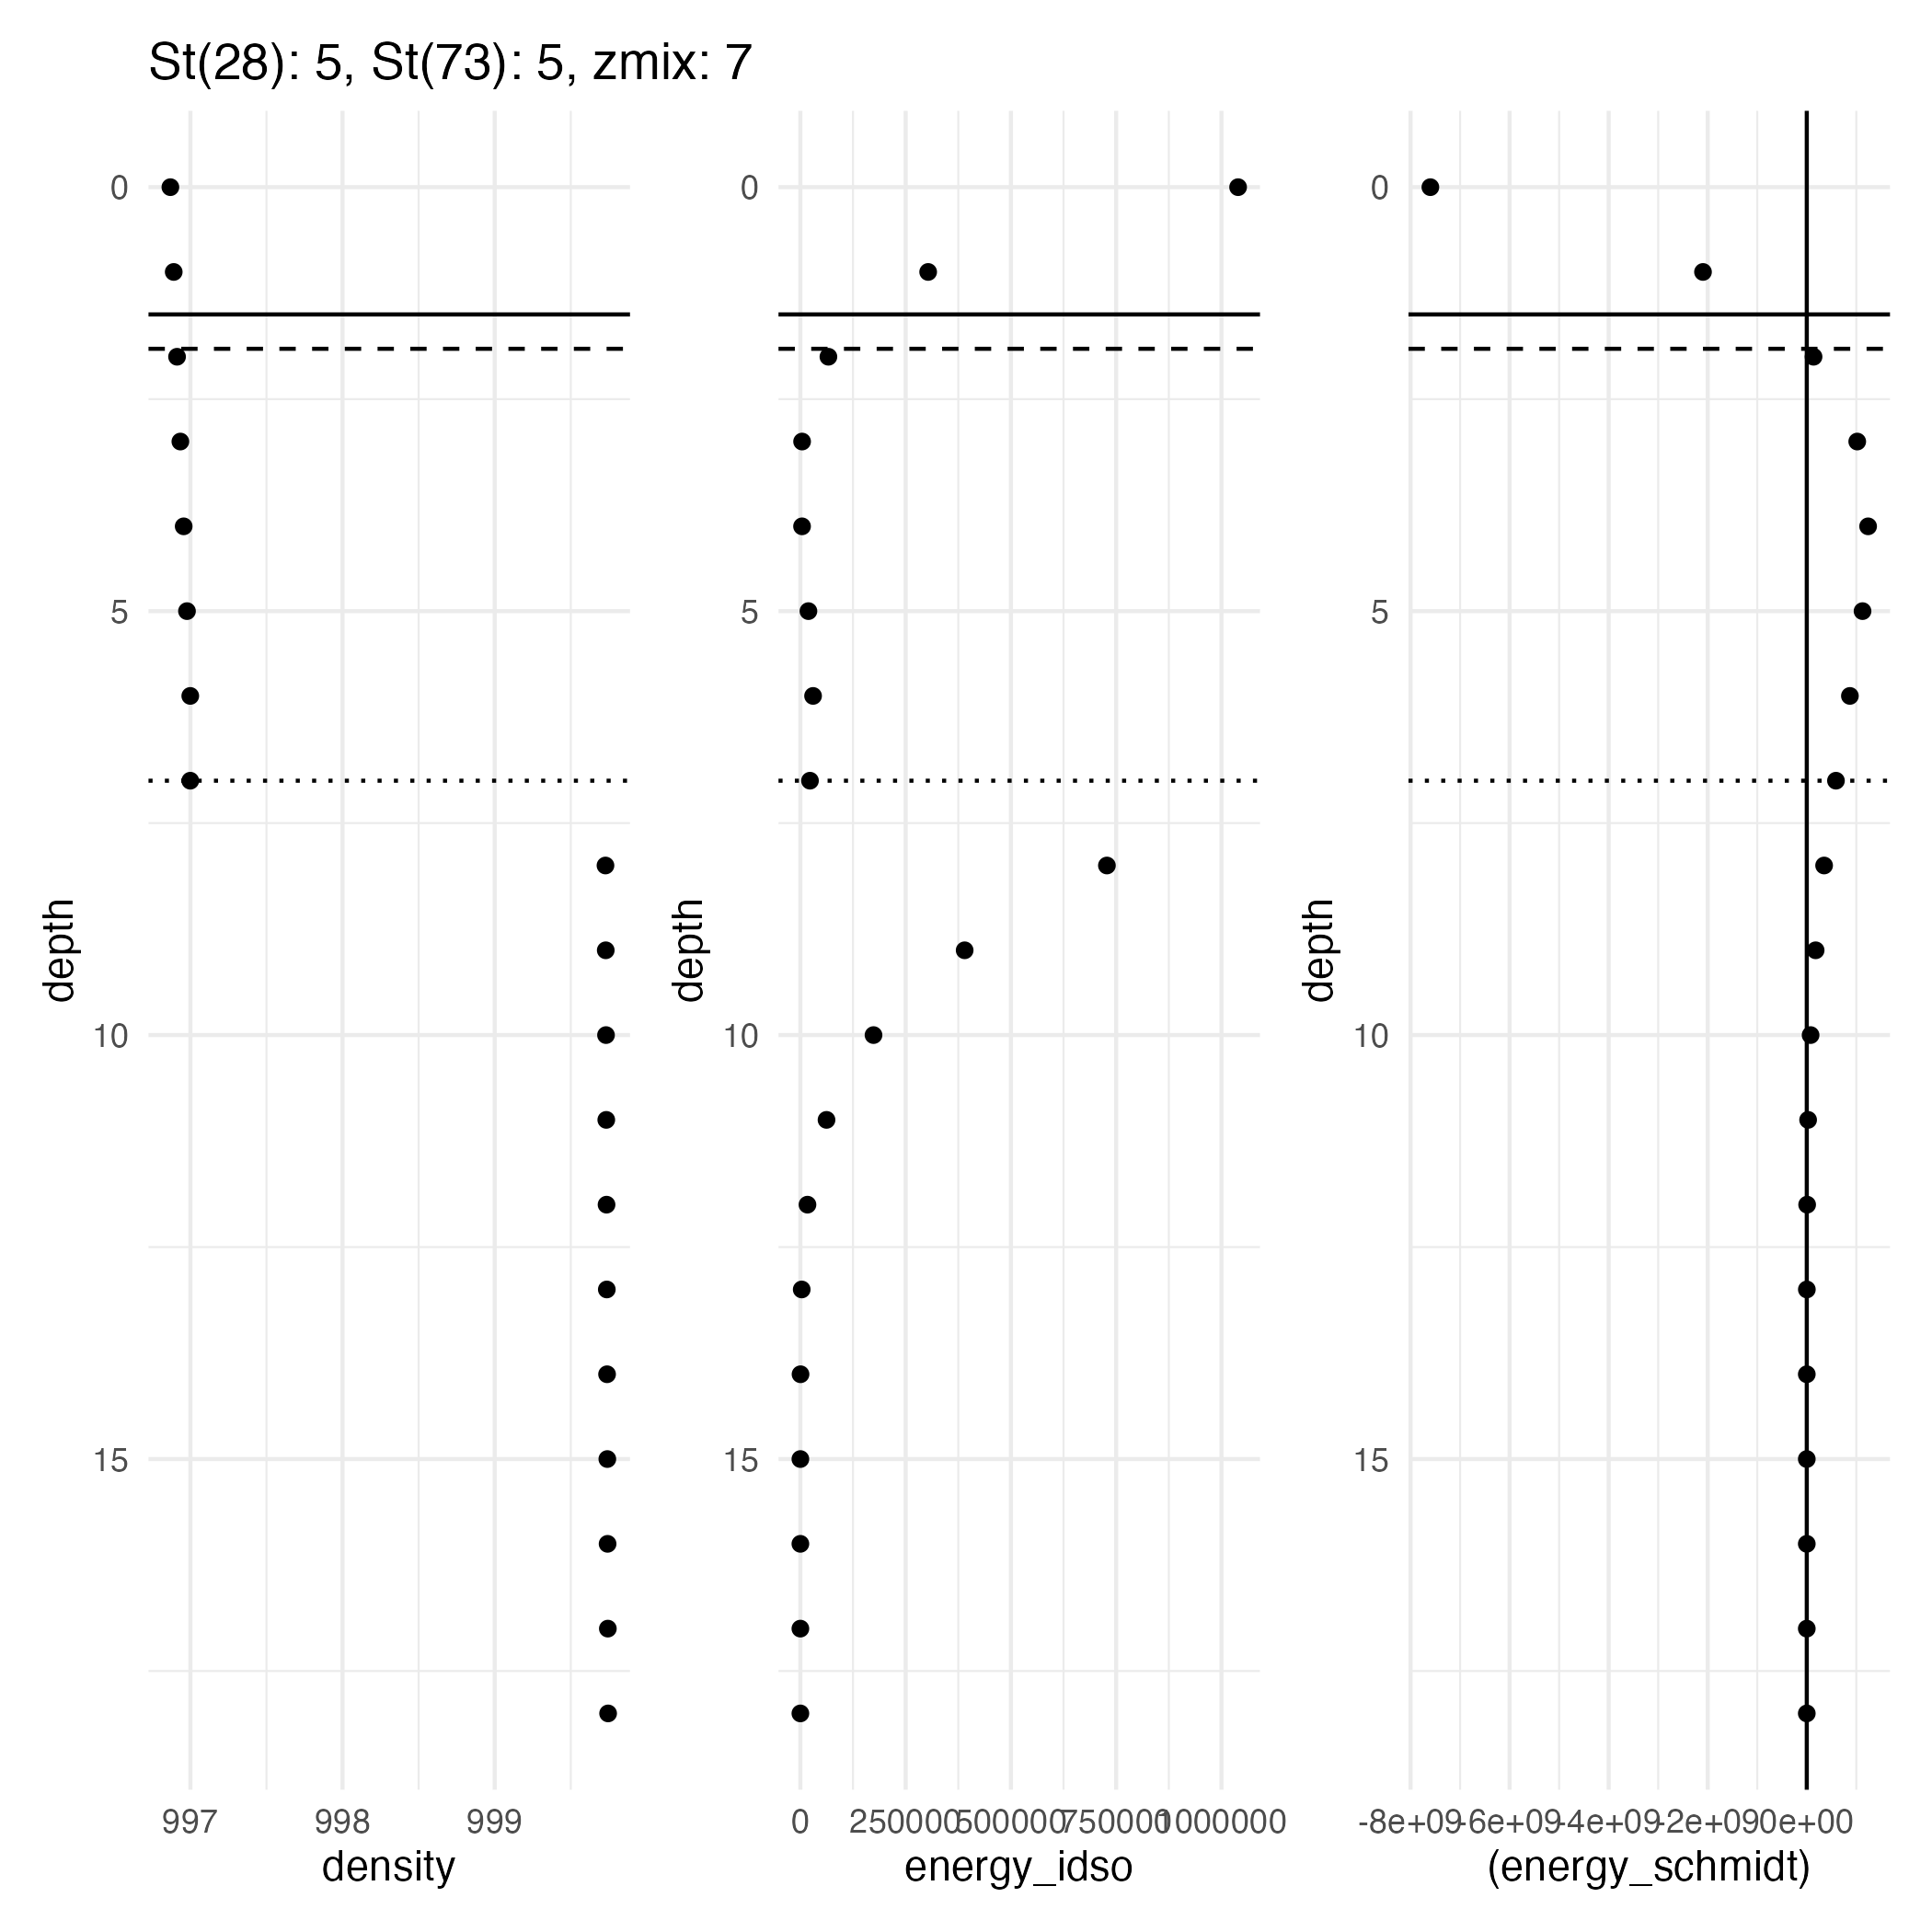 St(28): 5, St(73): 5, zmix: 7
0
5
10
15
depth
997
998
999
density
0
5
10
15
depth
0
250000
500000
750000
1000000
energy_idso
0
5
10
15
depth
-8e+09
-6e+09
-4e+09
-2e+09
0e+00
(energy_schmidt)